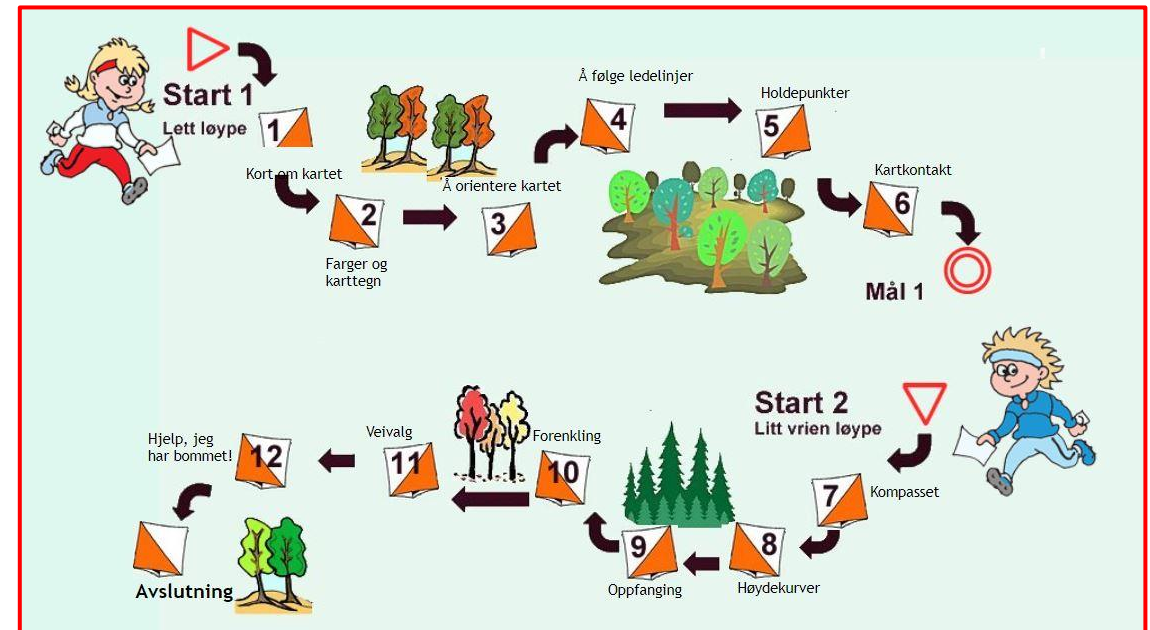 Start 1
Lett løype
1
Kort om kartet
2
Farger og
karttegn
3
Å orientere kartet
4
Å følge ledelinjer
5
Holdepunkter
6
Kartkontakt
Mål 1
Start 2
Litt vrien løype
7
Kompasset
8
Høydekurver
9
Oppfanging
10
Forenkling
11
Veivalg
12
Hjelp, jeg
har bommet!
Avslutning